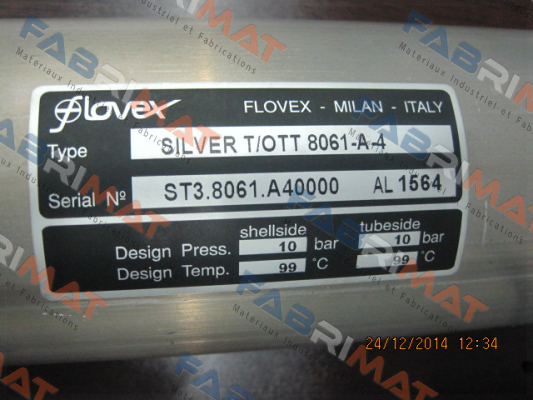 flovex
FLOVEX - MILAN - ITALY
Type SILVER T/OTT 8061-A-4
Serial Nº ST3.8061.A40000 AL 1564
shellside tubeside
Design Press. 10 bar 10 bar
Design Temp. 99 °C 99 °C
24/12/2014 12:34
FABRIMAT
Materiaux Industriel et Fabrications